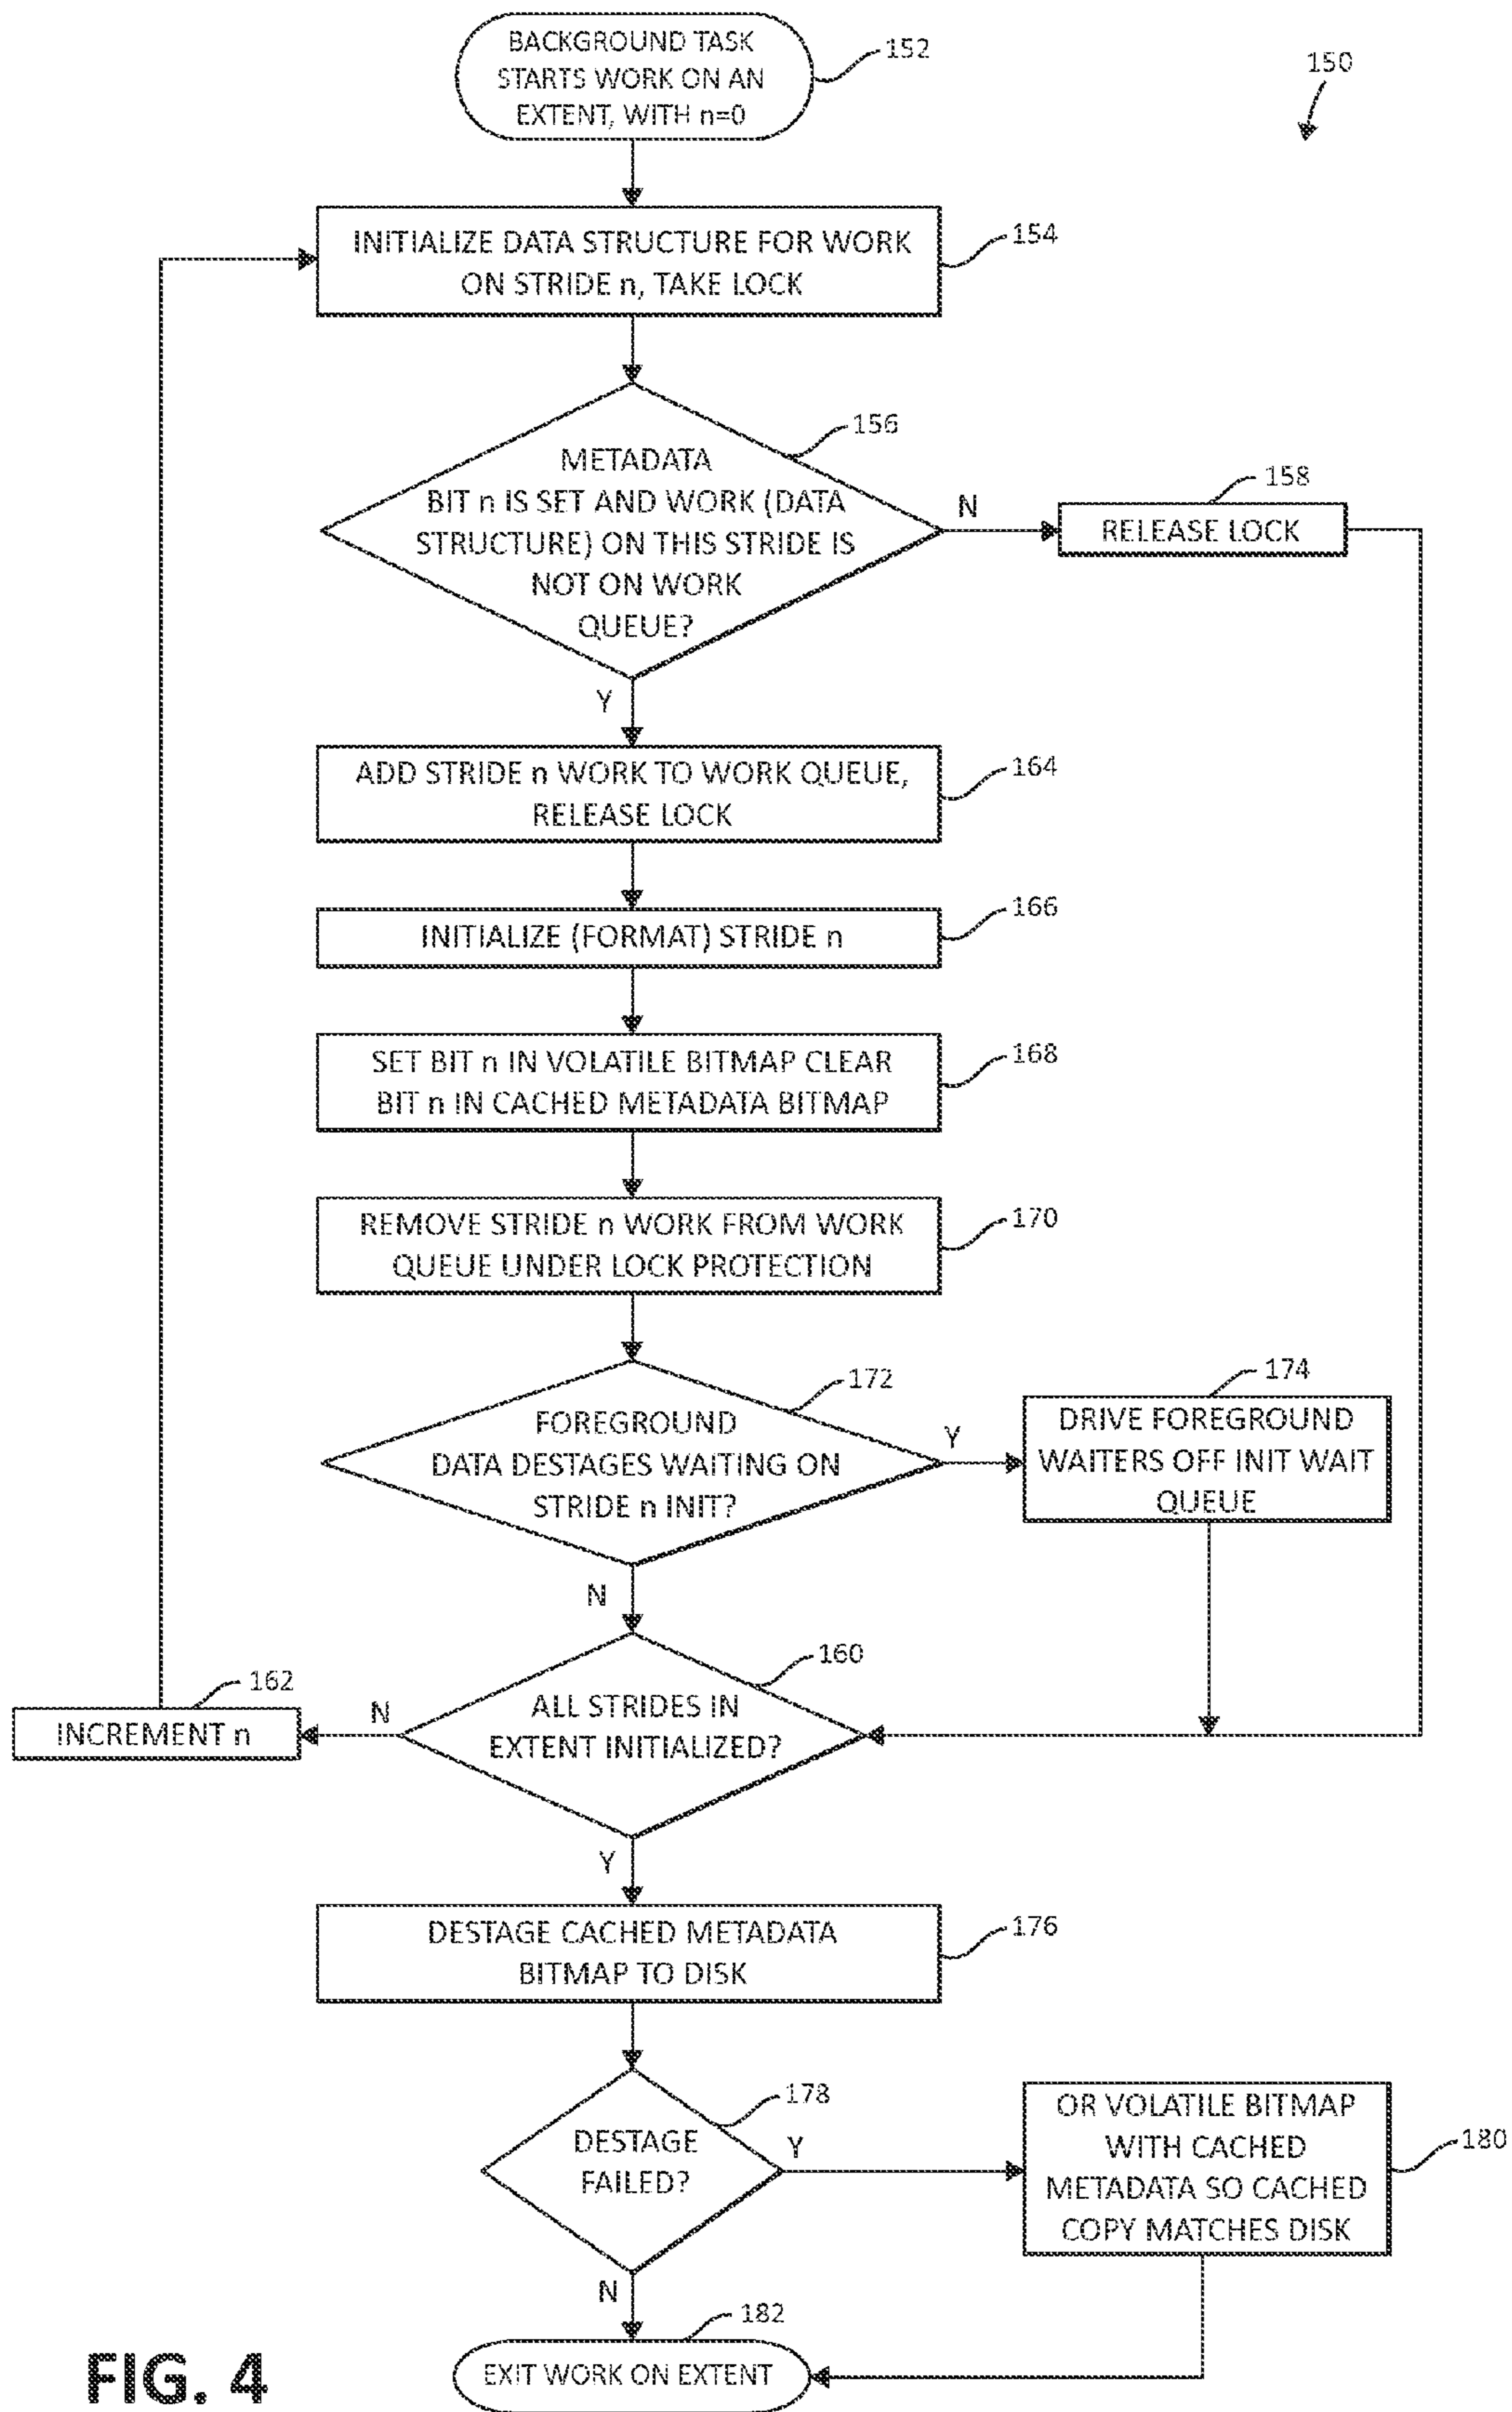 BACKGROUND TASK
STARTS WORK ON AN
EXTENT, WITH n=0
152
150
INITIALIZE DATA STRUCTURE FOR WORK
ON STRIDE n, TAKE LOCK
154
156
METADATA
BIT n IS SET AND WORK (DATA
STRUCTURE) ON THIS STRIDE IS
NOT ON WORK
QUEUE?
N
158
RELEASE LOCK
Y
ADD STRIDE n WORK TO WORK QUEUE,
RELEASE LOCK
164
INITIALIZE (FORMAT) STRIDE n
166
SET BIT n IN VOLATILE BITMAP CLEAR
BIT n IN CACHED METADATA BITMAP
168
REMOVE STRIDE n WORK FROM WORK
QUEUE UNDER LOCK PROTECTION
170
172
FOREGROUND
DATA DESTAGES WAITING ON
STRIDE n INIT?
Y
174
DRIVE FOREGROUND
WAITERS OFF INIT WAIT
QUEUE
N
160
ALL STRIDES IN
EXTENT INITIALIZED?
N
162
INCREMENT n
Y
DESTAGE CACHED METADATA
BITMAP TO DISK
176
178
DESTAGE
FAILED?
Y
OR VOLATILE BITMAP
WITH CACHED
METADATA SO CACHED
COPY MATCHES DISK
180
N
182
EXIT WORK ON EXTENT
FIG. 4